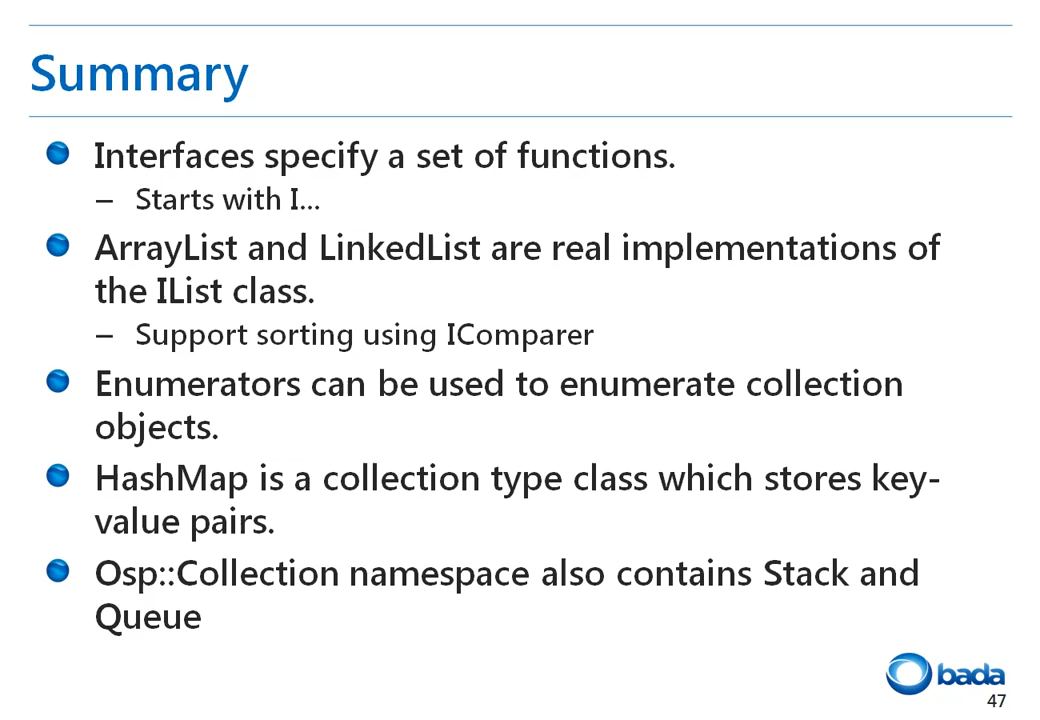 Summary
Interfaces specify a set of functions.
– Starts with I...
ArrayList and LinkedList are real implementations of
the IList class.
– Support sorting using IComparer
Enumerators can be used to enumerate collection
objects.
HashMap is a collection type class which stores key-
value pairs.
Osp::Collection namespace also contains Stack and
Queue
bada
47